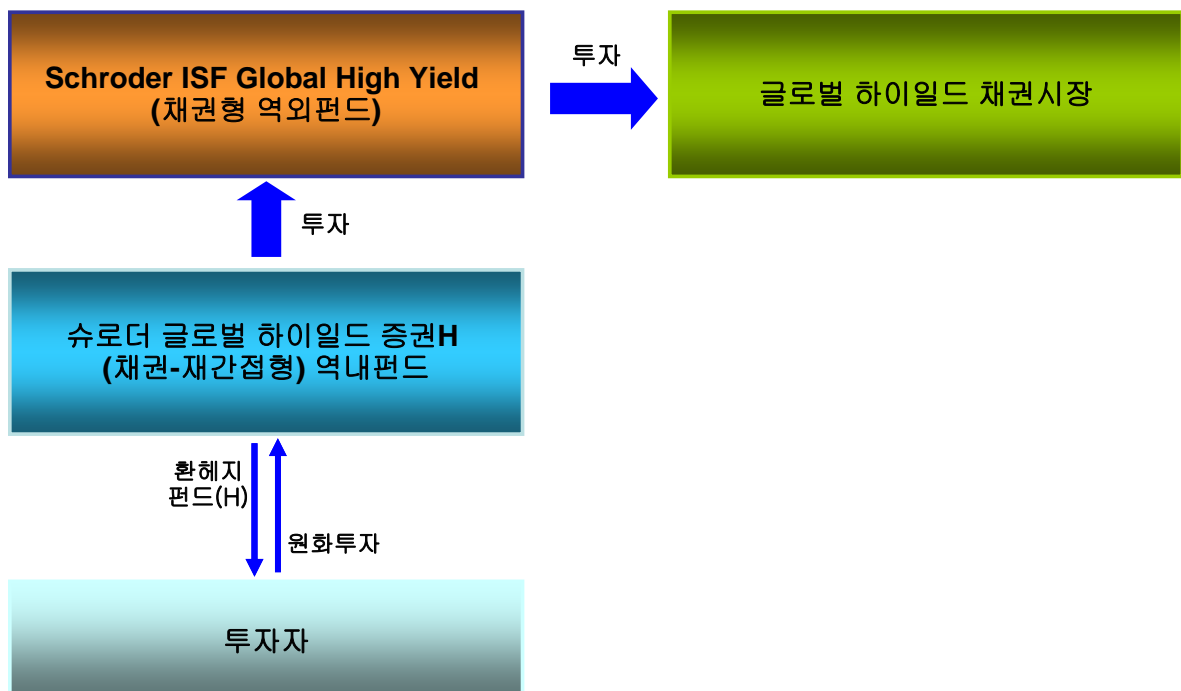 Schroder ISF Global High Yield
(채권형 역외펀드)
투자
글로벌 하이일드 채권시장
투자
슈로더 글로벌 하이일드 증권H
(채권-재간접형) 역내펀드
환헤지
펀드(H)
원화투자
투자자